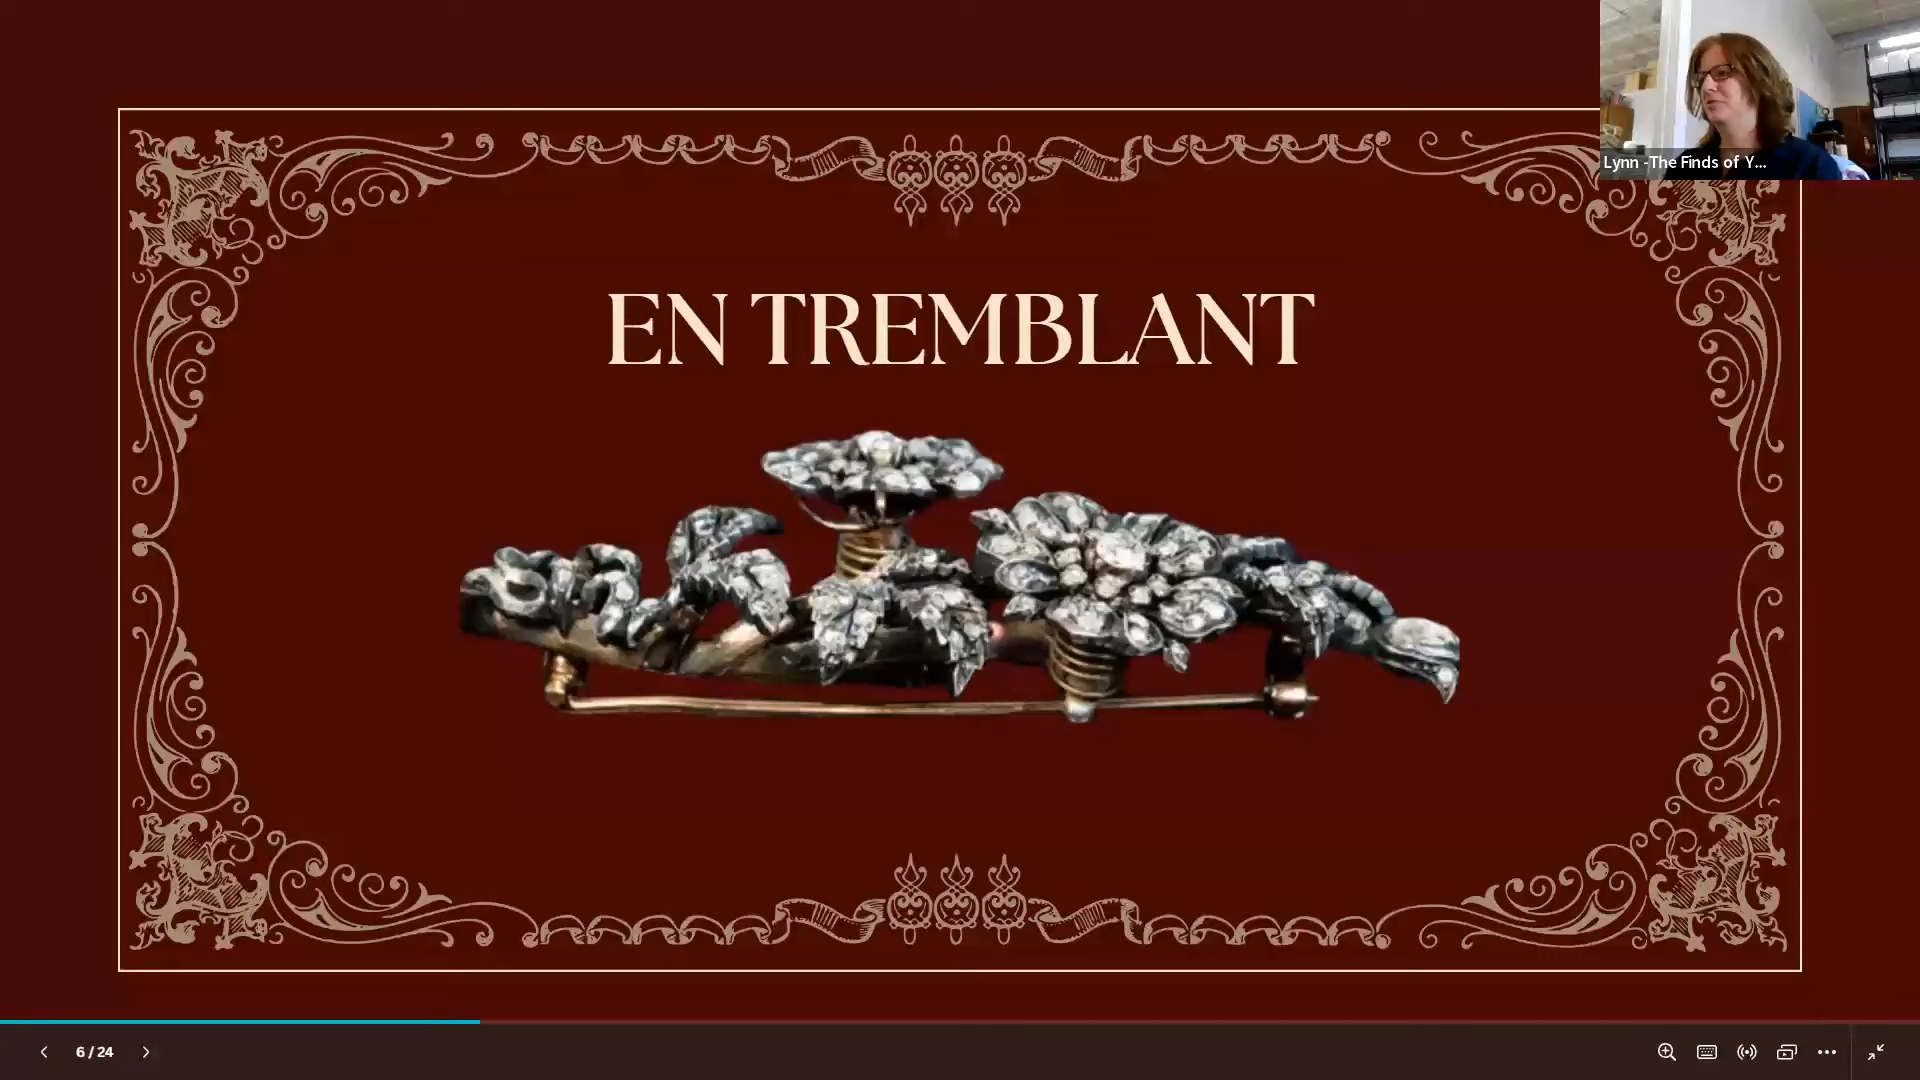 Lynn -The Finds of Y...
EN TREMBLANT
6 / 24